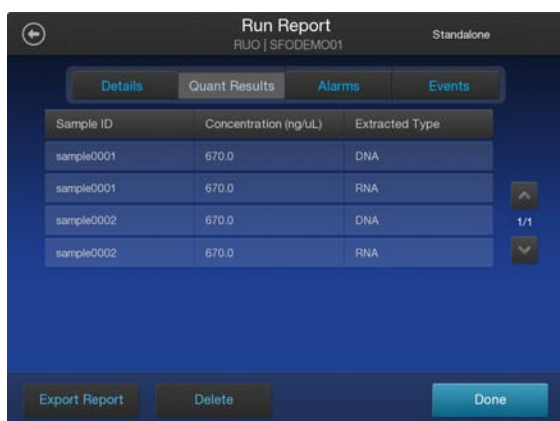 Run Report
RUO | SFODEMO01
Standalone
Details Quant Results Alarms Events
Sample ID Concentration (ng/uL) Extracted Type
sample0001 670.0 DNA
sample0001 670.0 RNA
sample0002 670.0 DNA
sample0002 670.0 RNA
1/1
Export Report Delete Done